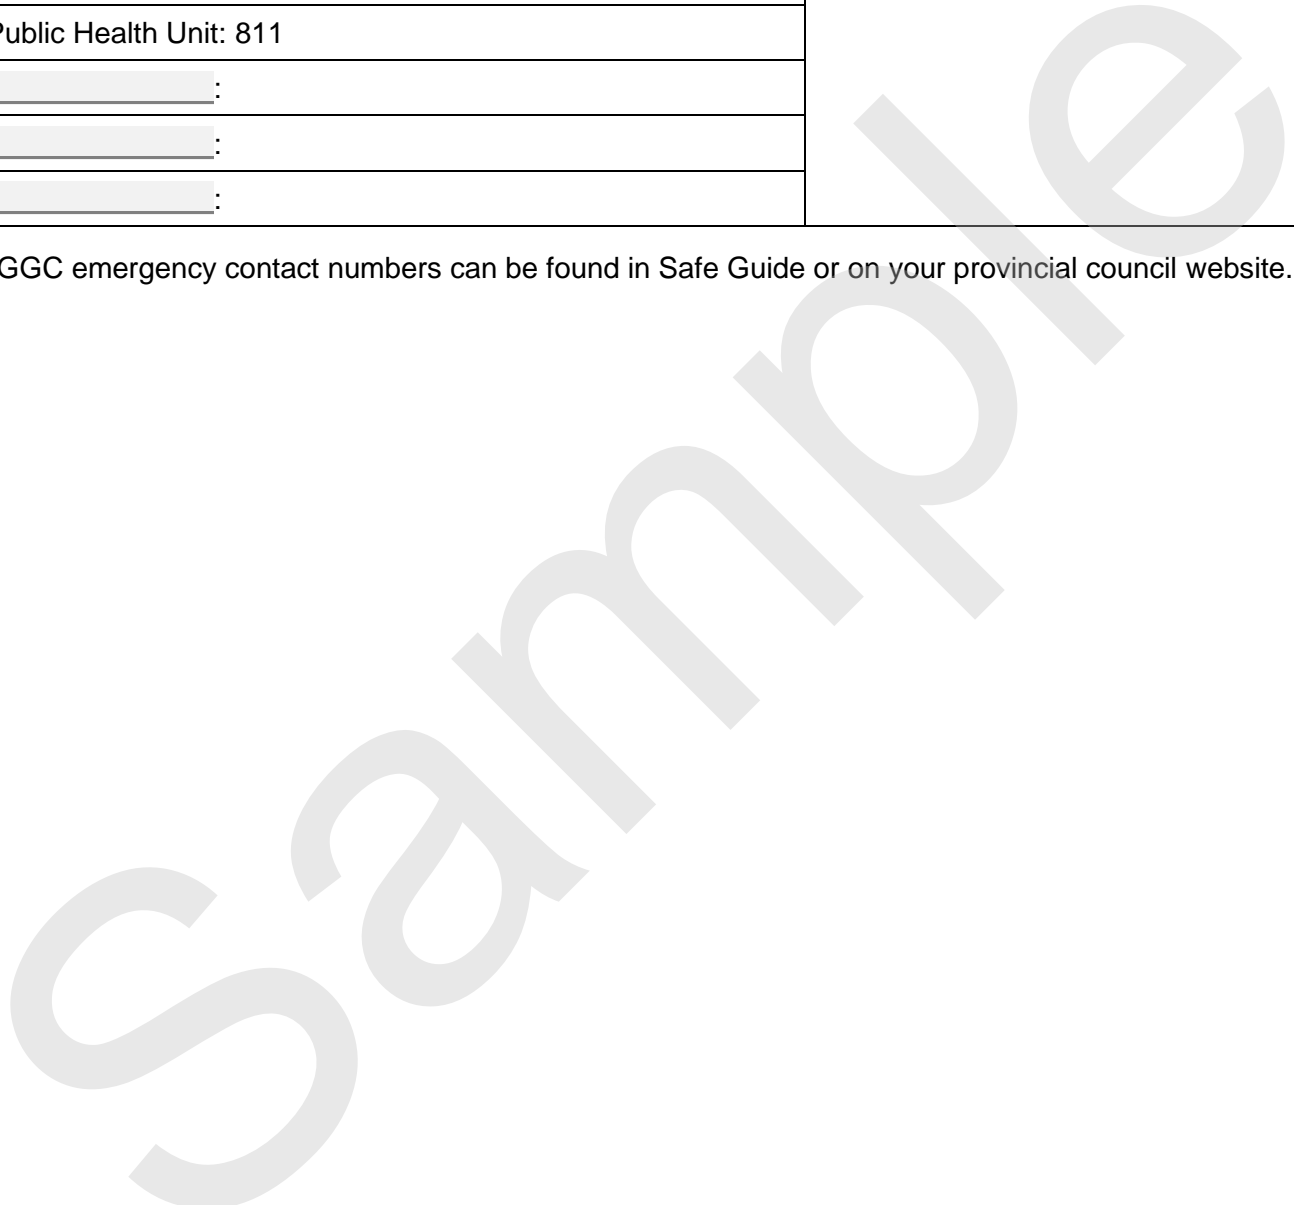 Public Health Unit: 811
:
:
:
GGC emergency contact numbers can be found in Safe Guide or on your provincial council website.
Sample